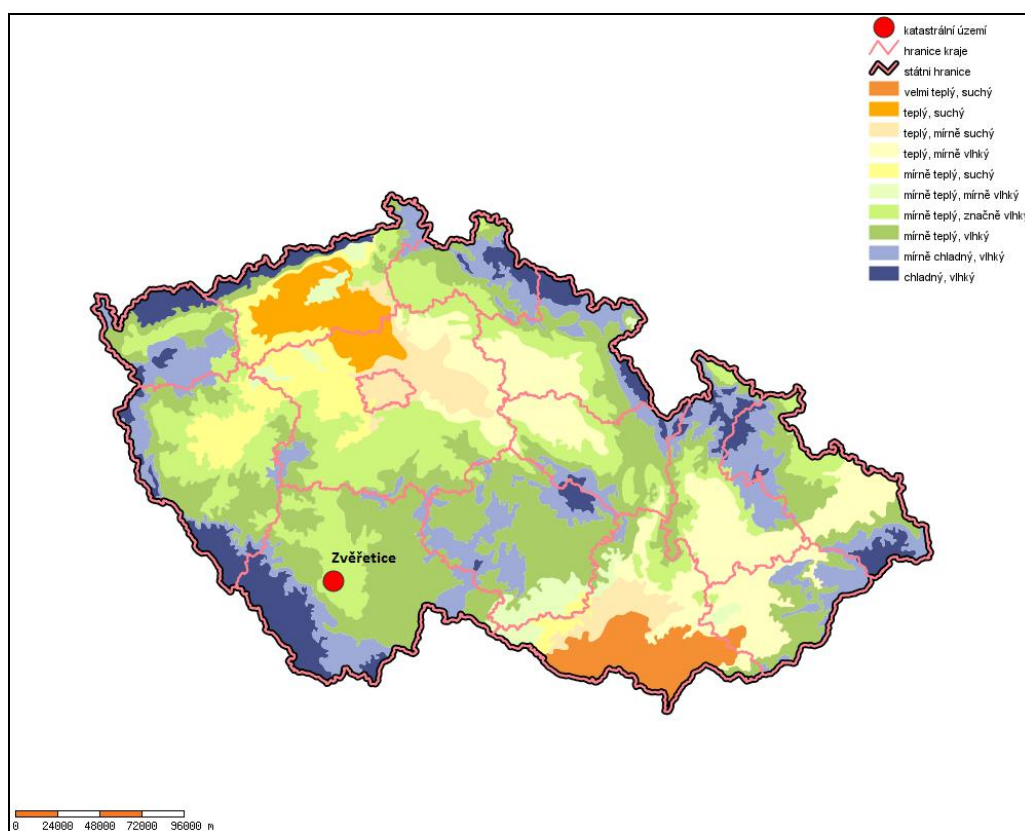 katastrální území
hranice kraje
státni hranice
velmi teplý, suchý
teplý, suchý
teplý, mírně suchý
teplý, mírně vlhký
mírně teplý, suchý
mírně teplý, mírně vlhký
mírně teplý, značně vlhký
mírně teplý, vlhký
mírně chladný, vlhký
chladný, vlhký
Zvěřetice
0 24000 48000 72000 96000 m